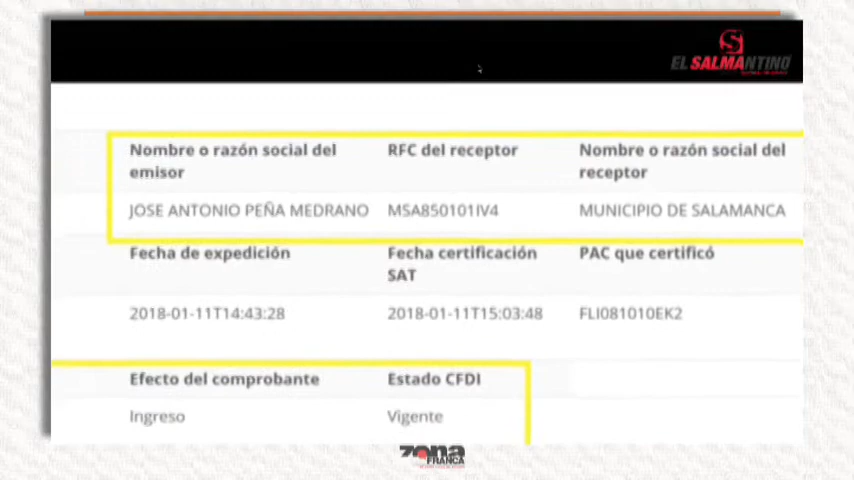 EL SALMANTINO
Nombre o razón social del RFC del receptor Nombre o razón social del
emisor receptor
JOSE ANTONIO PEÑA MEDRANO MSA850101IV4 MUNICIPIO DE SALAMANCA
Fecha de expedición Fecha certificación PAC que certificó
SAT
2018-01-11T14:43:28 2018-01-11T15:03:48 FLI081010EK2
Efecto del comprobante Estado CFDI
Ingreso Vigente
zona
FRANCA